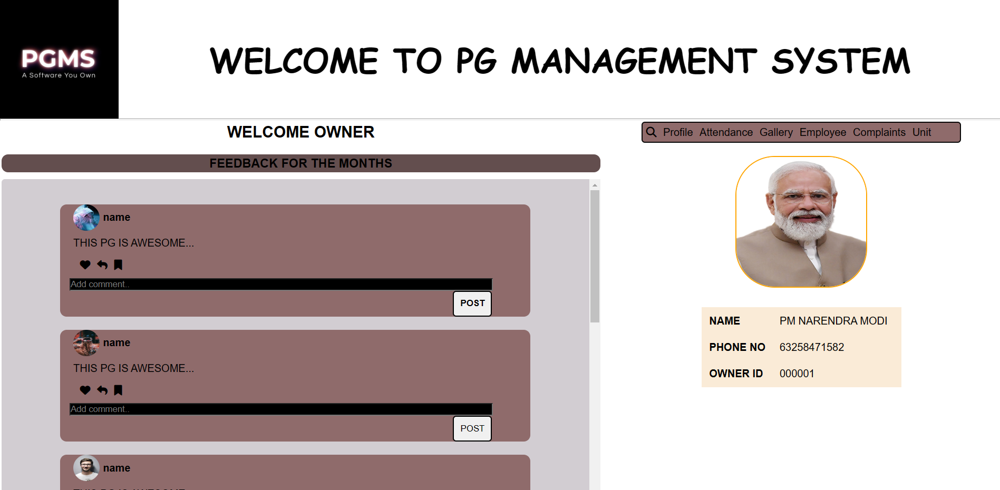 PGMS
A Software You Own
WELCOME TO PG MANAGEMENT SYSTEM
WELCOME OWNER
Profile Attendance Gallery Employee Complaints Unit
FEEDBACK FOR THE MONTHS
name
THIS PG IS AWESOME...
Add comment..
POST
name
THIS PG IS AWESOME...
Add comment..
POST
name
NAME PM NARENDRA MODI
PHONE NO 63258471582
OWNER ID 000001